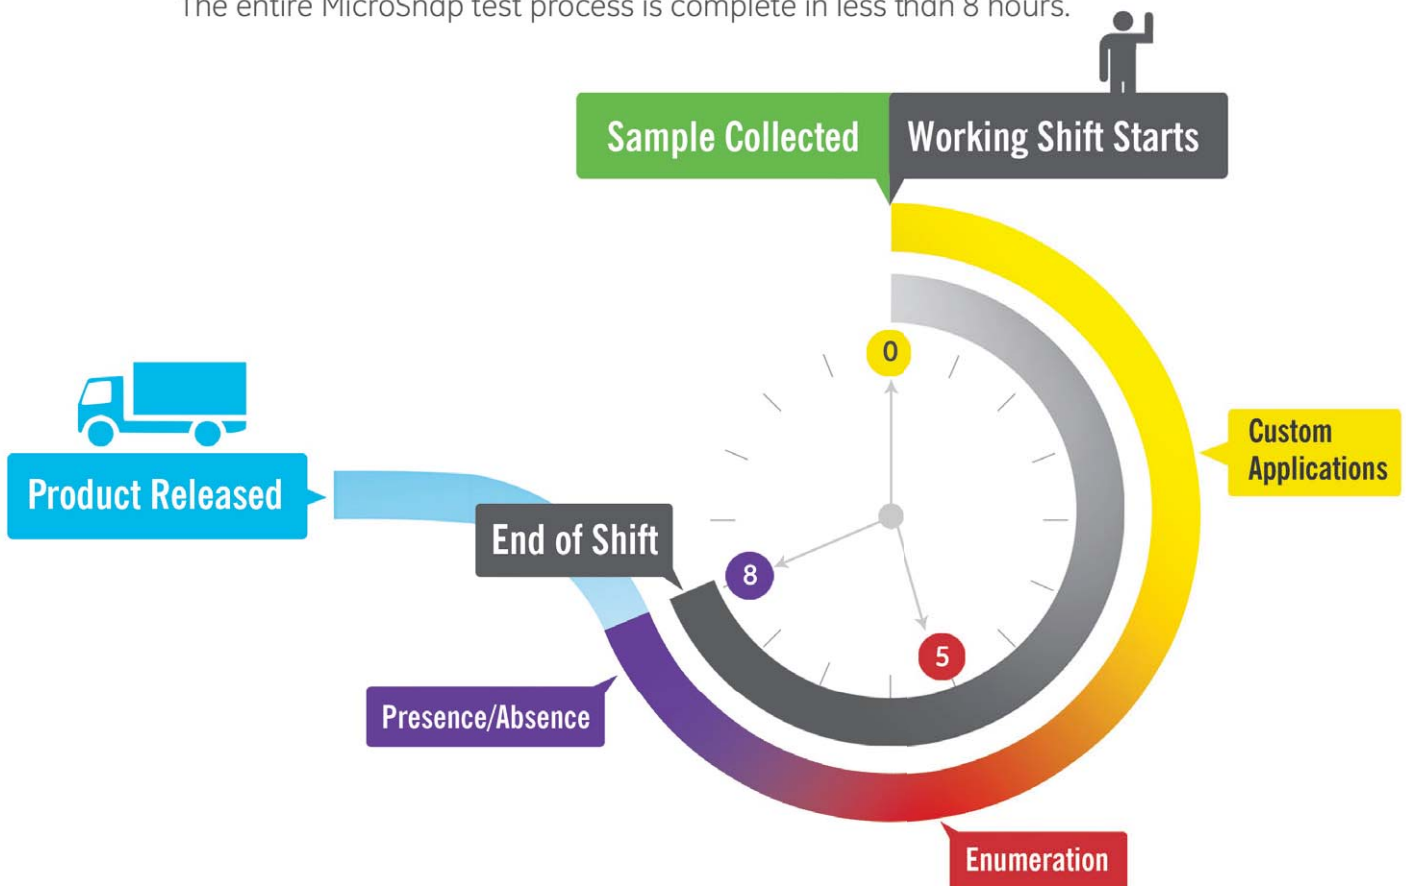 The entire MicroSnap test process is complete in less than 8 hours.
Sample Collected
Working Shift Starts
0
Custom
Applications
Product Released
End of Shift
8
5
Presence/Absence
Enumeration